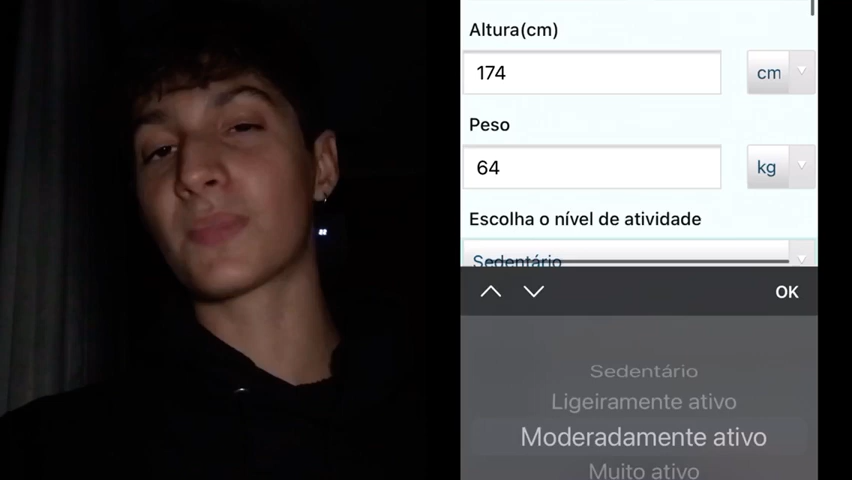 Altura(cm)
174
cm
Peso
64
kg
Escolha o nível de atividade
Sedentário
OK
Sedentário
Ligeiramente ativo
Moderadamente ativo
Muito ativo